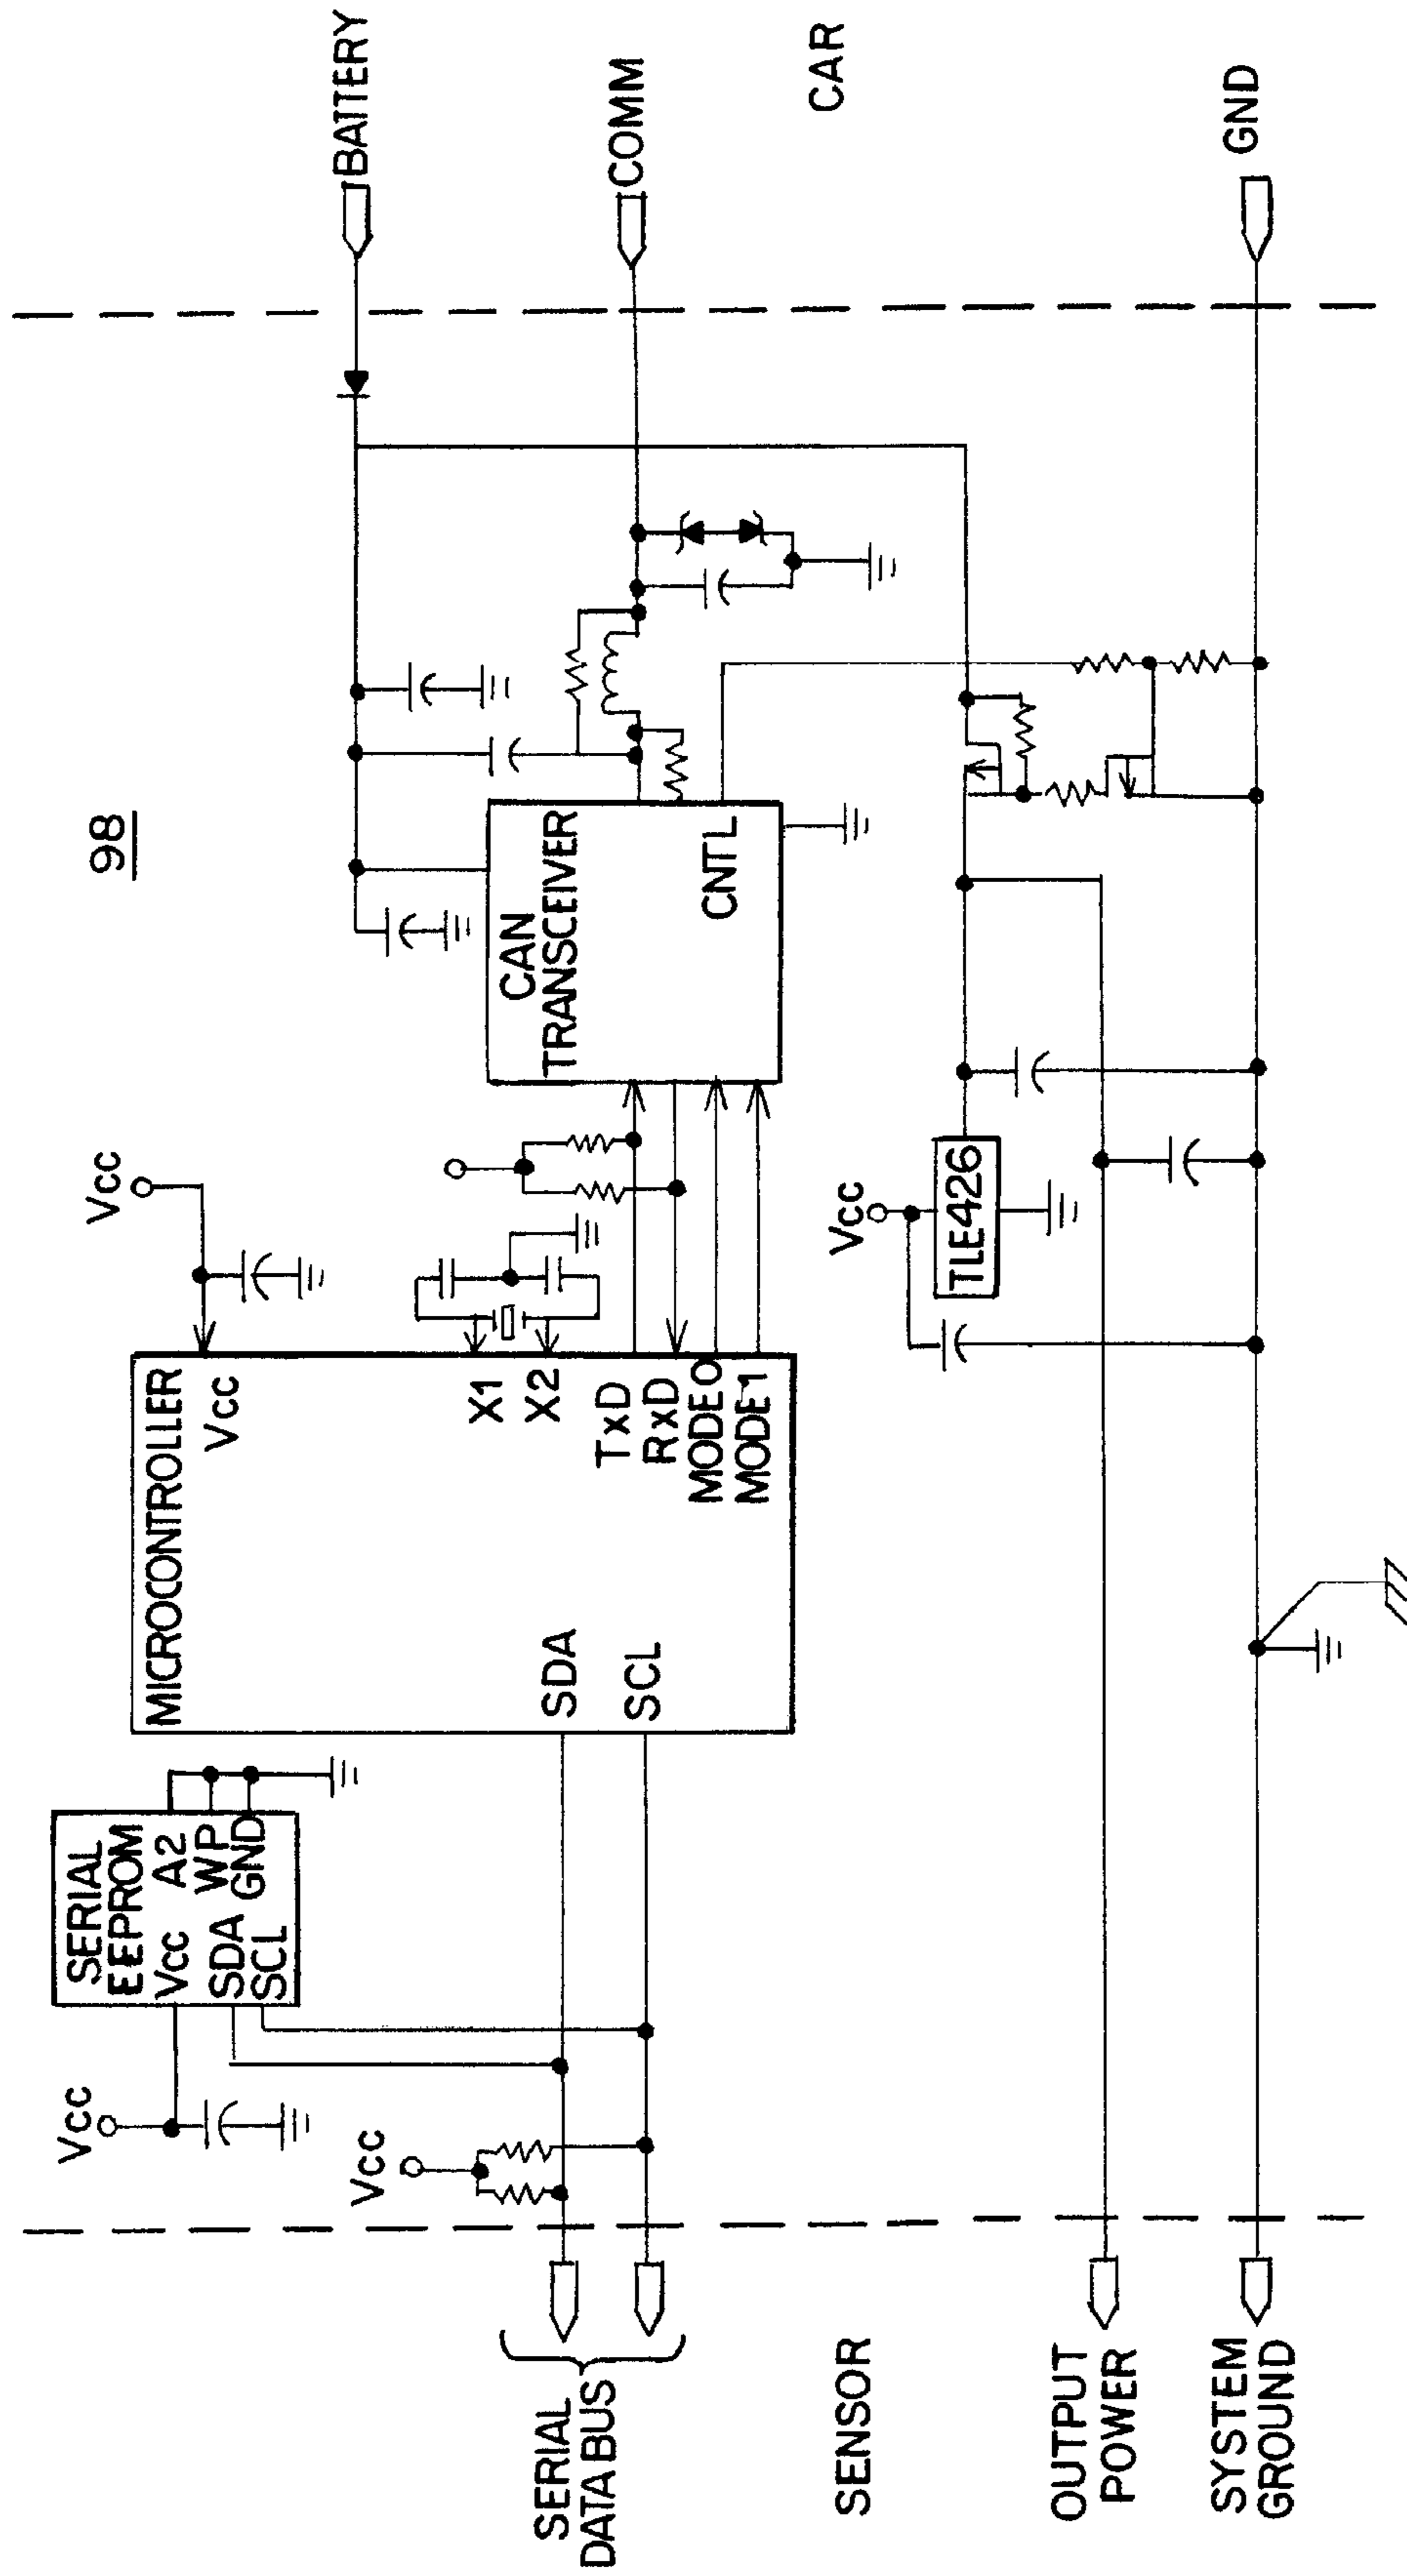 98
BATTERY
COMM
CAR
GND
Vcc
MICROCONTROLLER
Vcc
X1
X2
TxD
RxD
MODE0
MODE1
SDA
SCL
CAN
TRANSCEIVER
CNTL
SERIAL
EEPROM
Vcc A2
WP
SDA GND
SCL
Vcc
Vcc
Vcc
TLE426
SERIAL
DATA BUS
SENSOR
OUTPUT
POWER
SYSTEM
GROUND